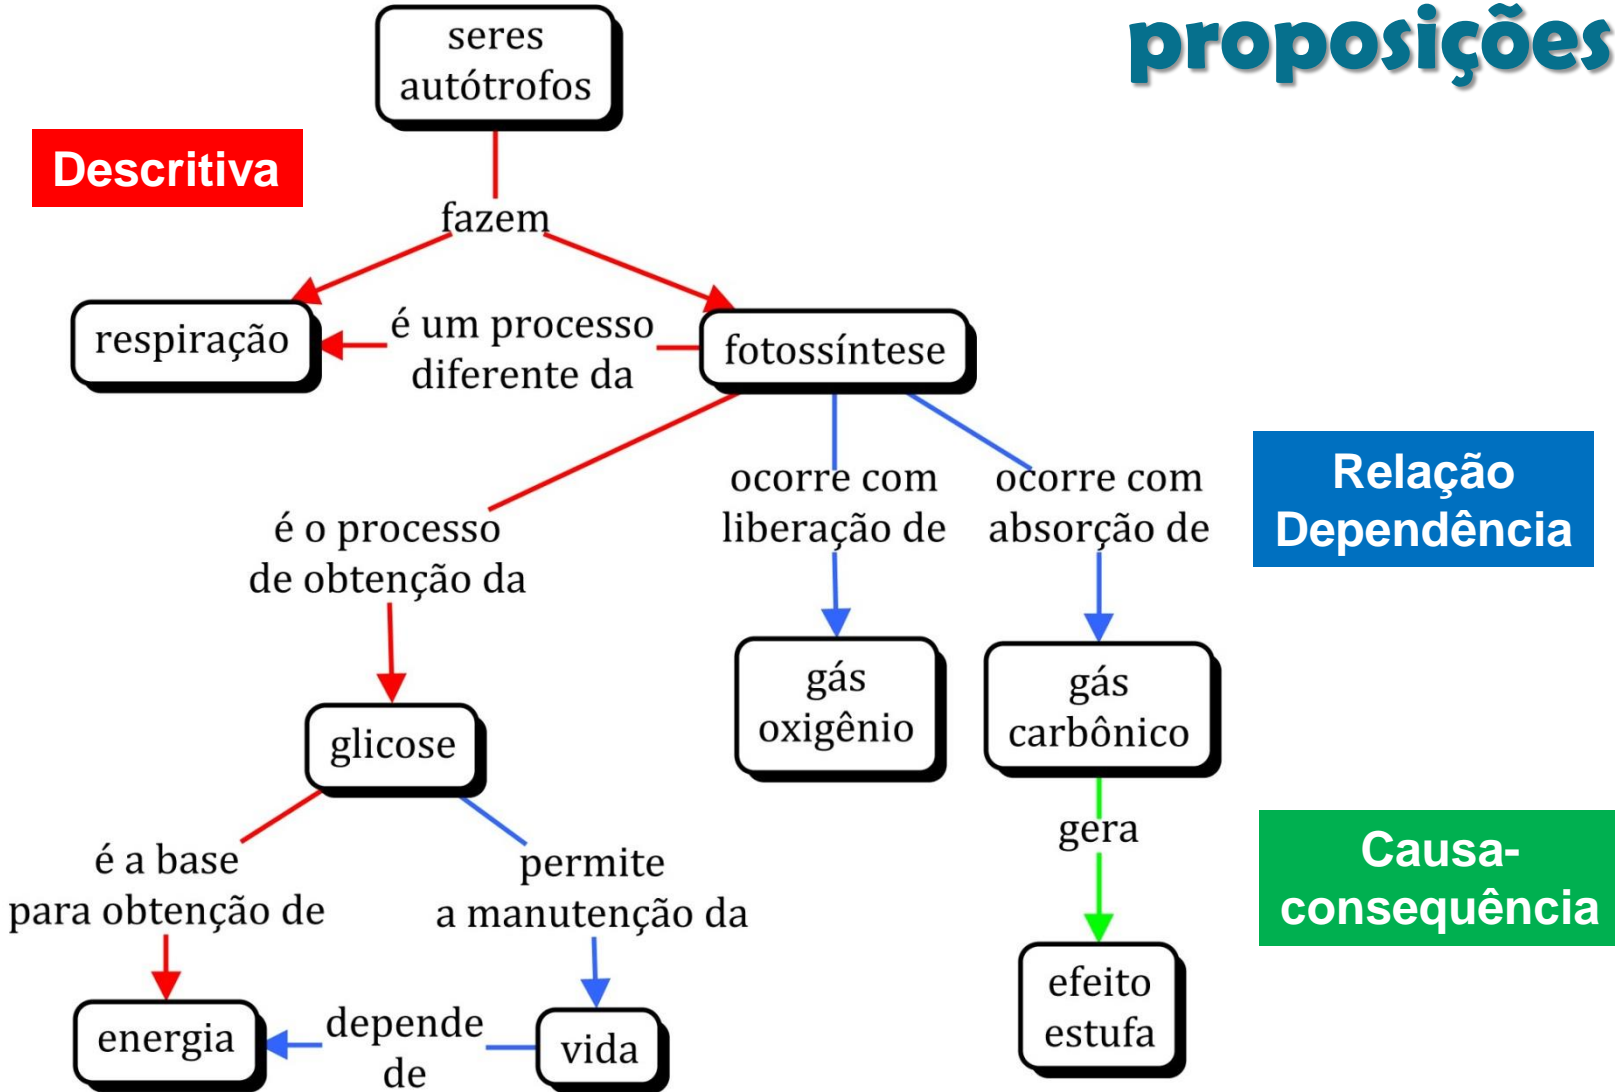 proposições
seres
autótrofos
Descritiva
fazem
respiração
é um processo
diferente da
fotossíntese
é o processo
de obtenção da
ocorre com
liberação de
ocorre com
absorção de
Relação
Dependência
gás
oxigênio
gás
carbônico
glicose
gera
Causa-
consequência
é a base
para obtenção de
permite
a manutenção da
efeito
estufa
energia
depende
de
vida